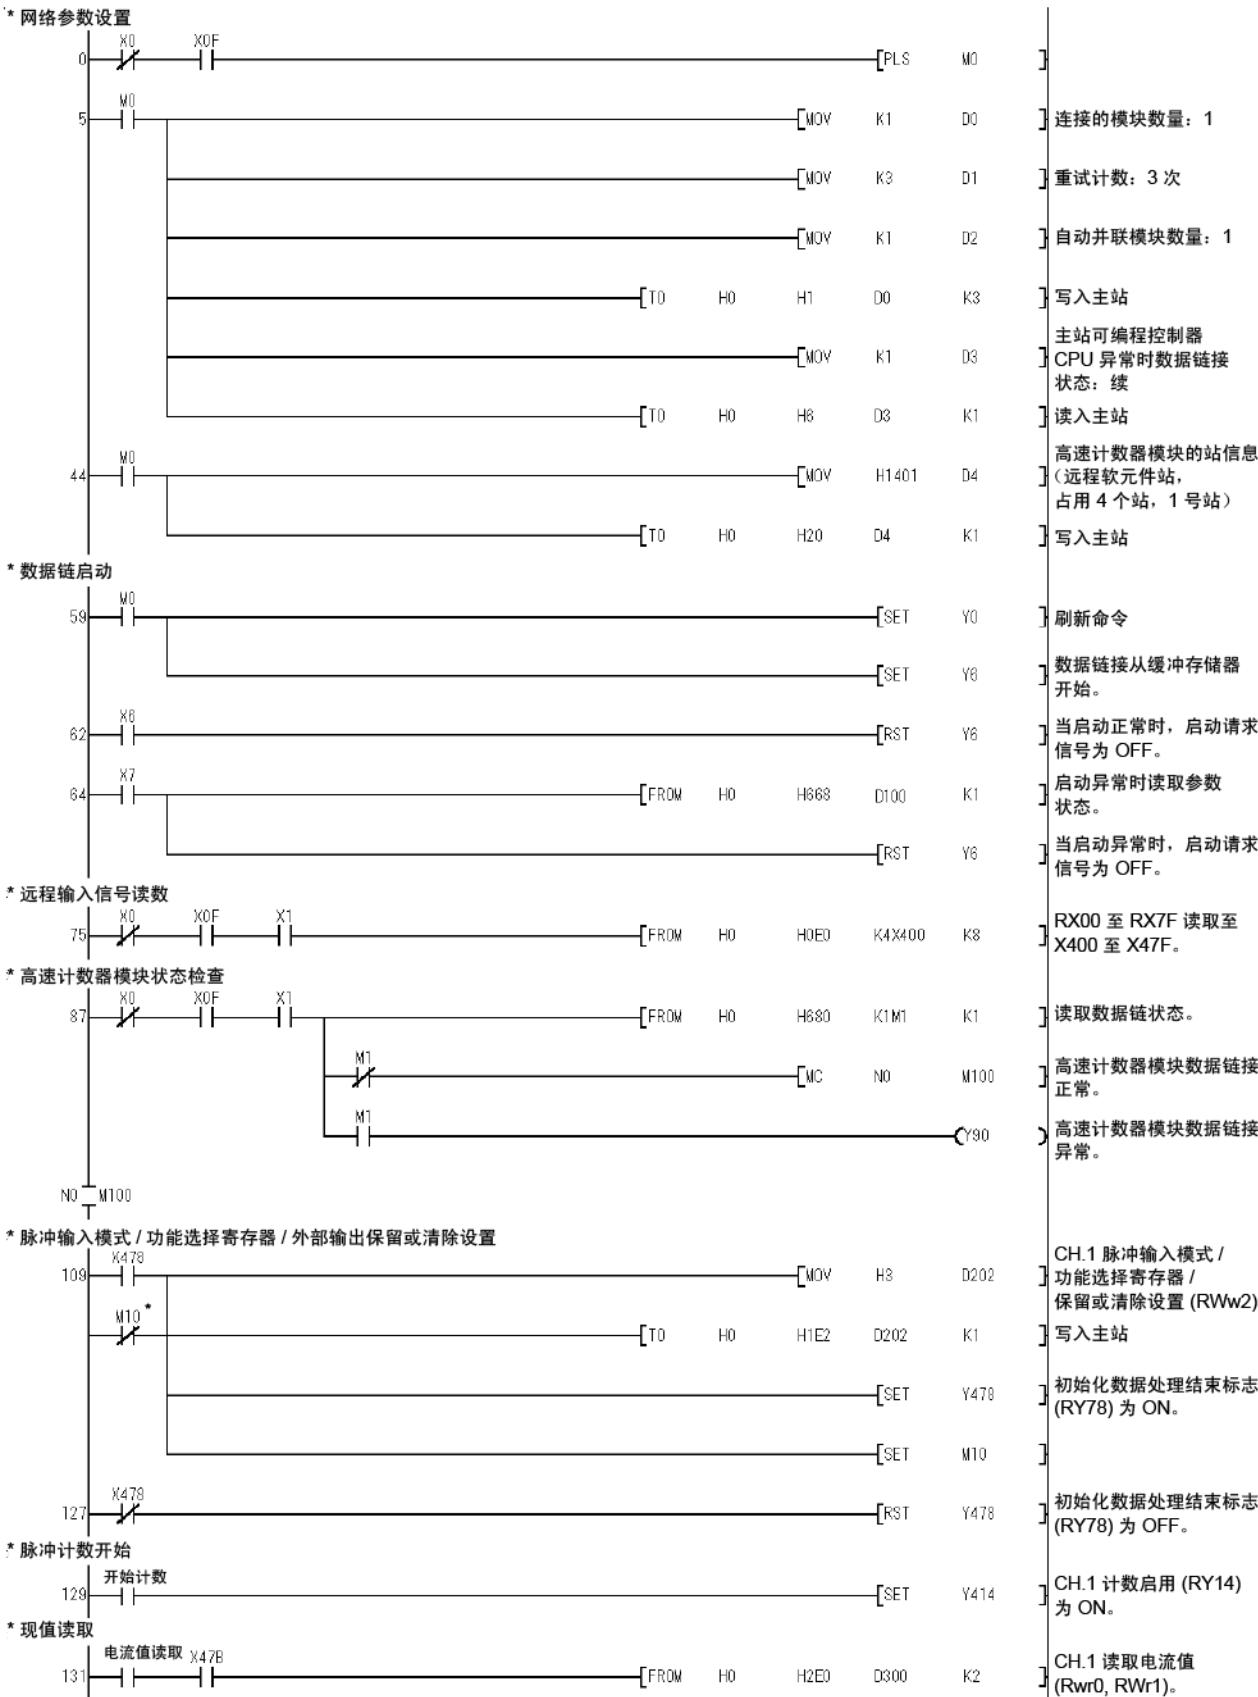 * 网络参数设置
X0 X0F
0 [PLS M0 ]
M0
5 [MOV K1 D0 ] 连接的模块数量：1
[MOV K3 D1 ] 重试计数：3 次
[MOV K1 D2 ] 自动并联模块数量：1
[TO H0 H1 D0 K3 ] 写入主站
主站可编程控制器
[MOV K1 D3 ] CPU 异常时数据链接
状态：续
[TO H0 H6 D3 K1 ] 读入主站
M0 高速计数器模块的站信息
44 [MOV H1401 D4 ] （远程软元件站，
占用 4 个站，1 号站）
[TO H0 H20 D4 K1 ] 写入主站
* 数据链启动
M0
59 [SET Y0 ] 刷新命令
[SET Y6 ] 数据链接从缓冲存储器
开始。
X6
62 [RST Y6 ] 当启动正常时，启动请求
信号为 OFF。
X7
64 [FROM H0 H668 D100 K1 ] 启动异常时读取参数
状态。
[RST Y6 ] 当启动异常时，启动请求
信号为 OFF。
* 远程输入信号读数
X0 X0F X1
75 [FROM H0 H0E0 K4X400 K8 ] RX00 至 RX7F 读取至
X400 至 X47F。
* 高速计数器模块状态检查
X0 X0F X1
87 [FROM H0 H680 K1M1 K1 ] 读取数据链状态。
M1
[MC N0 M100 ] 高速计数器模块数据链接
正常。
M1
(Y90 ) 高速计数器模块数据链接
异常。
N0 M100
* 脉冲输入模式 / 功能选择寄存器 / 外部输出保留或清除设置
X478 CH.1 脉冲输入模式 /
109 [MOV H3 D202 ] 功能选择寄存器 /
保留或清除设置 (RWw2)
M10 *
[TO H0 H1E2 D202 K1 ] 写入主站
[SET Y478 ] 初始化数据处理结束标志
(RY78) 为 ON。
[SET M10 ]
X478
127 [RST Y478 ] 初始化数据处理结束标志
(RY78) 为 OFF。
* 脉冲计数开始
开始计数
129 [SET Y414 ] CH.1 计数启用 (RY14)
为 ON。
* 现值读取
电流值读取 X47B
131 [FROM H0 H2E0 D300 K2 ] CH.1 读取电流值
(Rwr0, RWr1)。